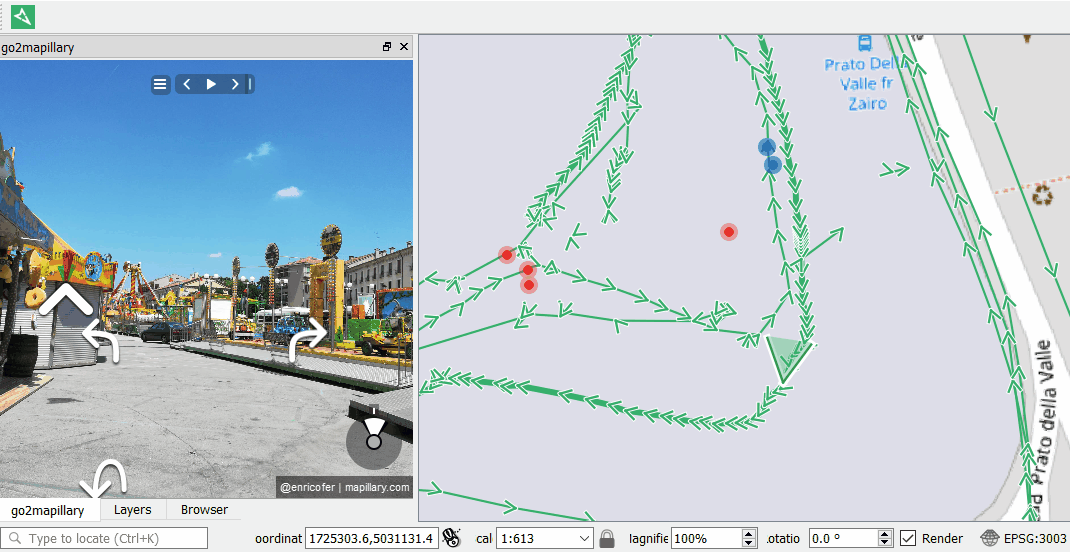 go2mapillary
@enricofer | mapillary.com
Prato Dell
Valle fr
Zairo
Prato della Valle
go2mapillary
Layers
Browser
Type to locate (Ctrl+K)
oordinat
1725303.6,5031131.4
cal
1:613
lagnifie
100%
.otatio
0.0 °
Render
EPSG:3003